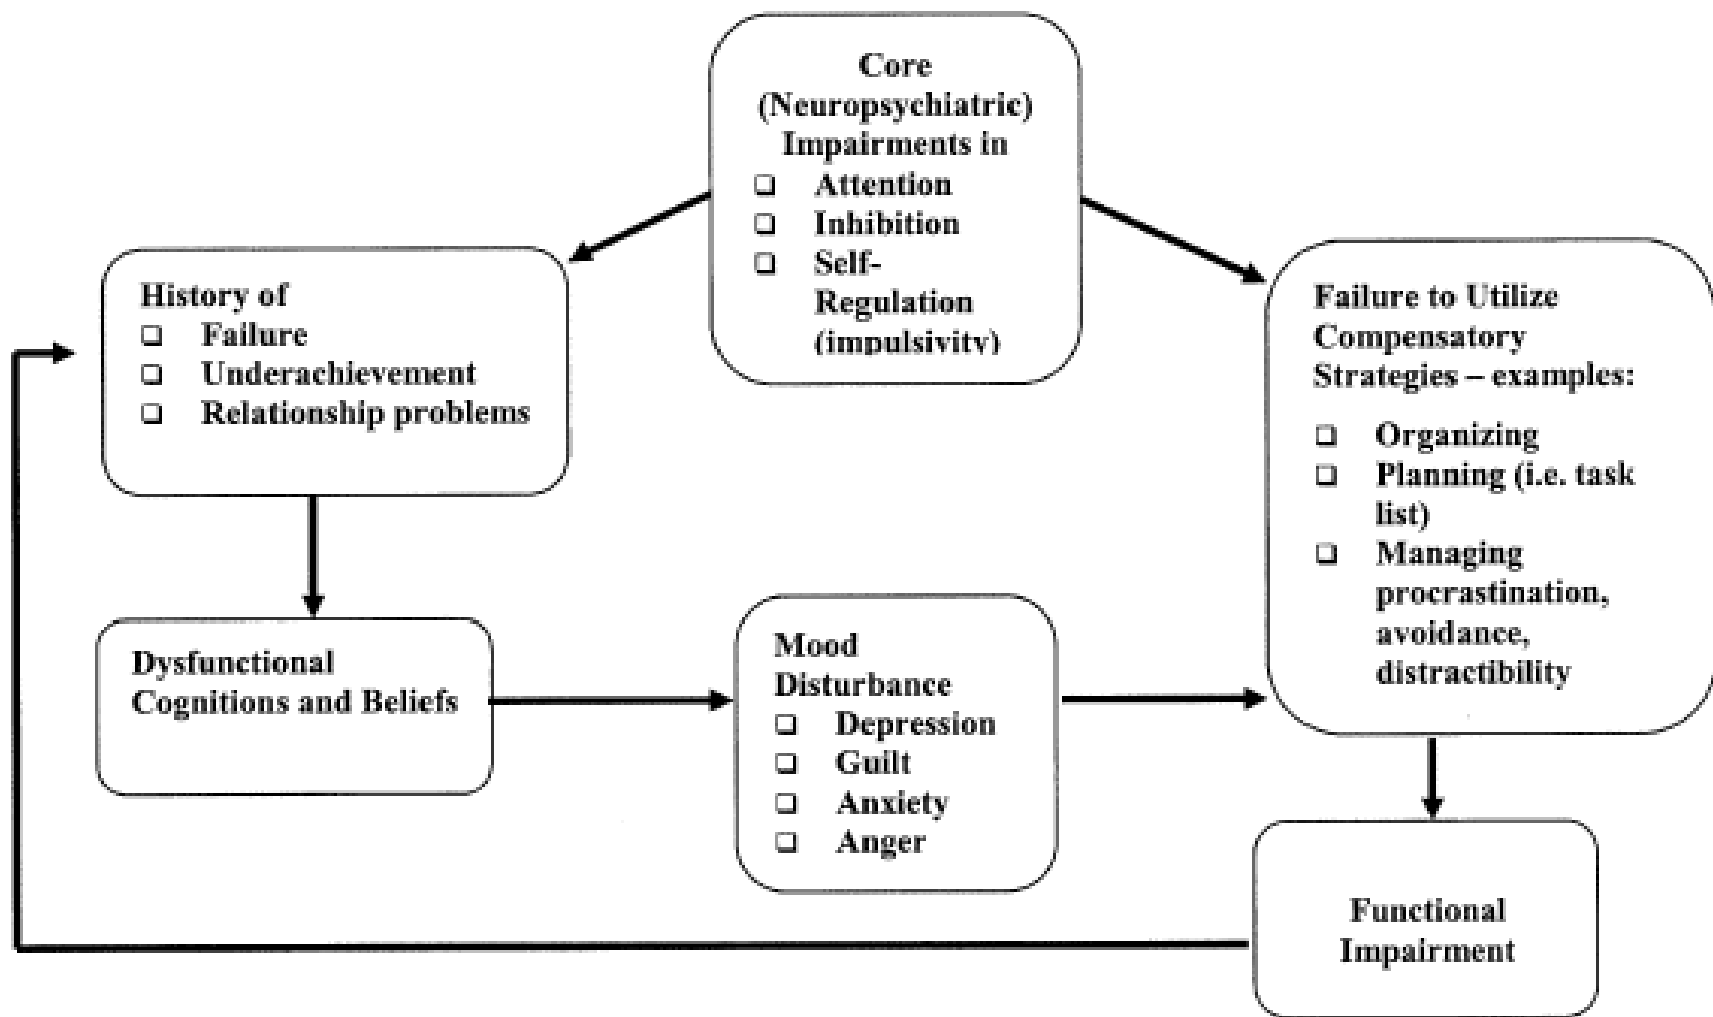 Core
(Neuropsychiatric)
Impairments in
❑ Attention
❑ Inhibition
❑ Self-
Regulation
(impulsivity)
History of
❑ Failure
❑ Underachievement
❑ Relationship problems
Failure to Utilize
Compensatory
Strategies – examples:
❑ Organizing
❑ Planning (i.e. task
list)
❑ Managing
procrastination,
avoidance,
distractibility
Dysfunctional
Cognitions and Beliefs
Mood
Disturbance
❑ Depression
❑ Guilt
❑ Anxiety
❑ Anger
Functional
Impairment